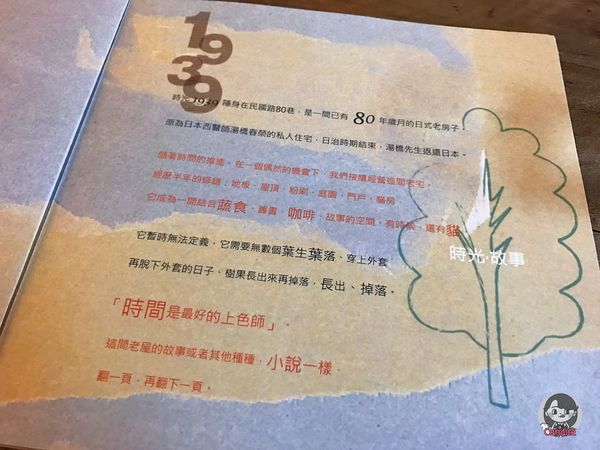 1939
時光1939隱身在民國路80巷，是一間已有 80 年歲月的日式老房子。
原為日本西醫師湯橋春榮的私人住宅，日治時期結束，湯橋先生返還日本。
隨著時間的推進，在一個偶然的機會下，我們接續經營這間老宅，
經歷半年的修繕：地板、屋頂、粉刷、庭園、門戶、貓房
它成為一間結合蔬食、舊書、咖啡、故事的空間。有時候，還有貓
它暫時無法定義，它需要無數個葉生葉落、穿上外套
再脫下外套的日子、樹果長出來再掉落，長出、掉落。
時光‧故事
「時間是最好的上色師」。
這間老屋的故事或者其他種種，小說一樣，
翻一頁，再翻下一頁。